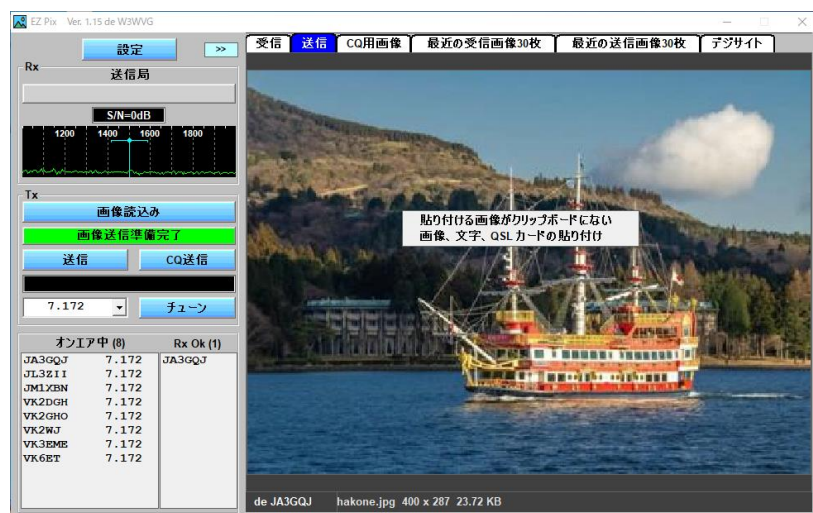 EZ Pix Ver. 1.15 de W3WVG
設定
>>
受信
送信
CQ用画像
最近の受信画像30枚
最近の送信画像30枚
デジサイト
Rx
送信局
S/N=0dB
1200 1400 1600 1800
Tx
画像読込み
画像送信準備完了
送信
CQ送信
7.172
チューン
貼り付ける画像がクリップボードにない
画像、文字、QSLカードの貼り付け
オンエア中 (8)
Rx Ok (1)
JA3GQJ 7.172
JA3GQJ
JL3ZII 7.172
JM1XBN 7.172
VK2DGH 7.172
VK2GHO 7.172
VK2WJ 7.172
VK3EME 7.172
VK6ET 7.172
de JA3GQJ hakone.jpg 400 x 287 23.72 KB